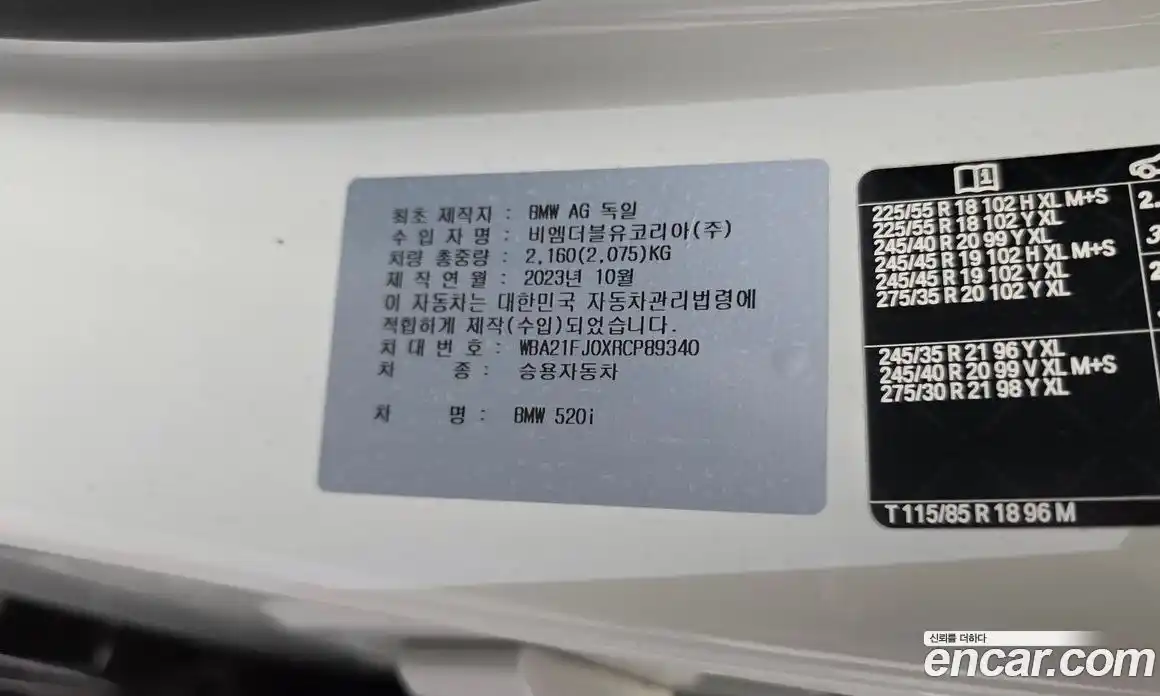 최초 제작자 : BMW AG 독일
수 입 자 명 : 비엠더블유코리아(주)
차량 총중량 : 2,160(2,075)KG
제 작 연 월 : 2023년 10월
이 자동차는 대한민국 자동차관리법령에
적합하게 제작(수입)되었습니다.
차 대 번 호 : WBA21FJ0XRCP89340
차 종 : 승용자동차
차 명 : BMW 520i
225/55 R 18 102 H XL M+S
225/55 R 18 102 Y XL
245/40 R 20 99 Y XL
245/45 R 19 102 H XL M+S
245/45 R 19 102 Y XL
275/35 R 20 102 Y XL
245/35 R 21 96 Y XL
245/40 R 20 99 V XL M+S
275/30 R 21 98 Y XL
T 115/85 R 18 96 M
신뢰를 더하다
encar.com